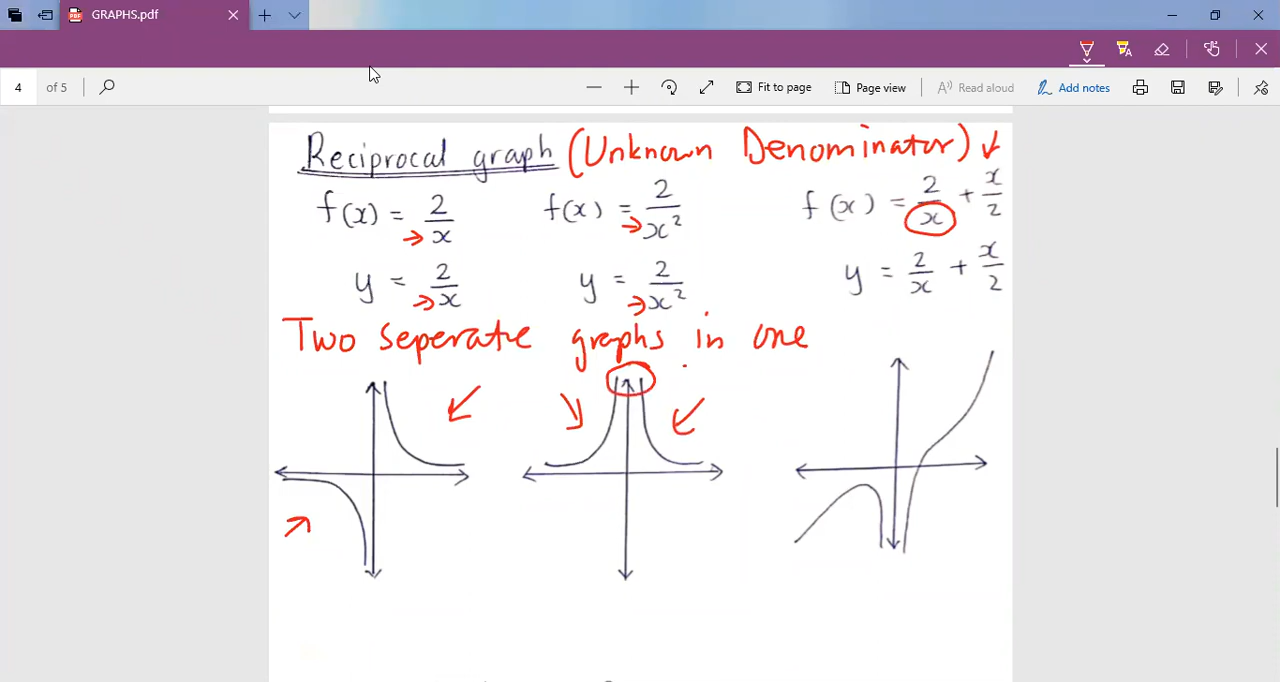 GRAPHS.pdf
4 of 5 Fit to page Page view Read aloud Add notes
Reciprocal graph (Unknown Denominator) ↓
f(x) = 2/x f(x) = 2/x² f(x) = 2/x + x/2
y = 2/x y = 2/x² y = 2/x + x/2
Two seperate graphs in one